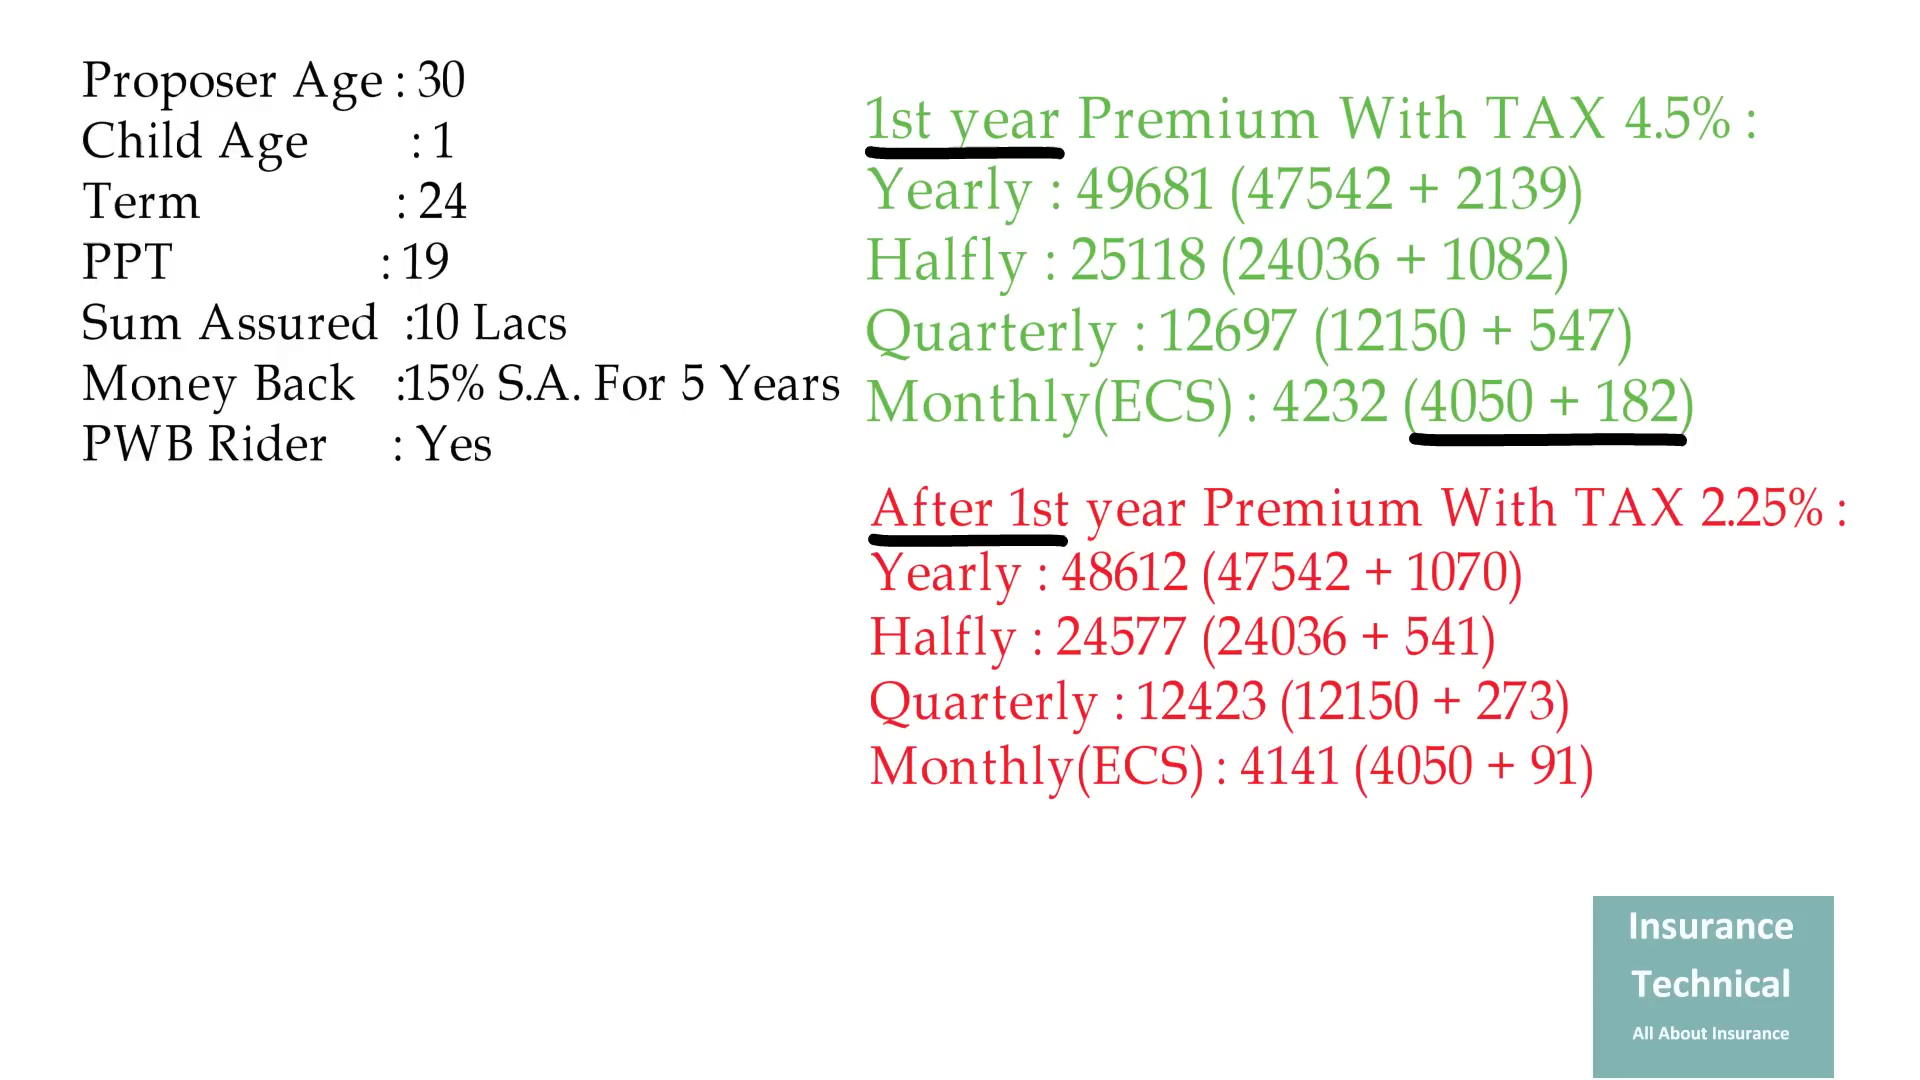 Proposer Age : 30
Child Age : 1
Term : 24
PPT : 19
Sum Assured :10 Lacs
Money Back :15% S.A. For 5 Years
PWB Rider : Yes
1st year Premium With TAX 4.5% :
Yearly : 49681 (47542 + 2139)
Halfly : 25118 (24036 + 1082)
Quarterly : 12697 (12150 + 547)
Monthly(ECS) : 4232 (4050 + 182)
After 1st year Premium With TAX 2.25% :
Yearly : 48612 (47542 + 1070)
Halfly : 24577 (24036 + 541)
Quarterly : 12423 (12150 + 273)
Monthly(ECS) : 4141 (4050 + 91)
Insurance
Technical
All About Insurance